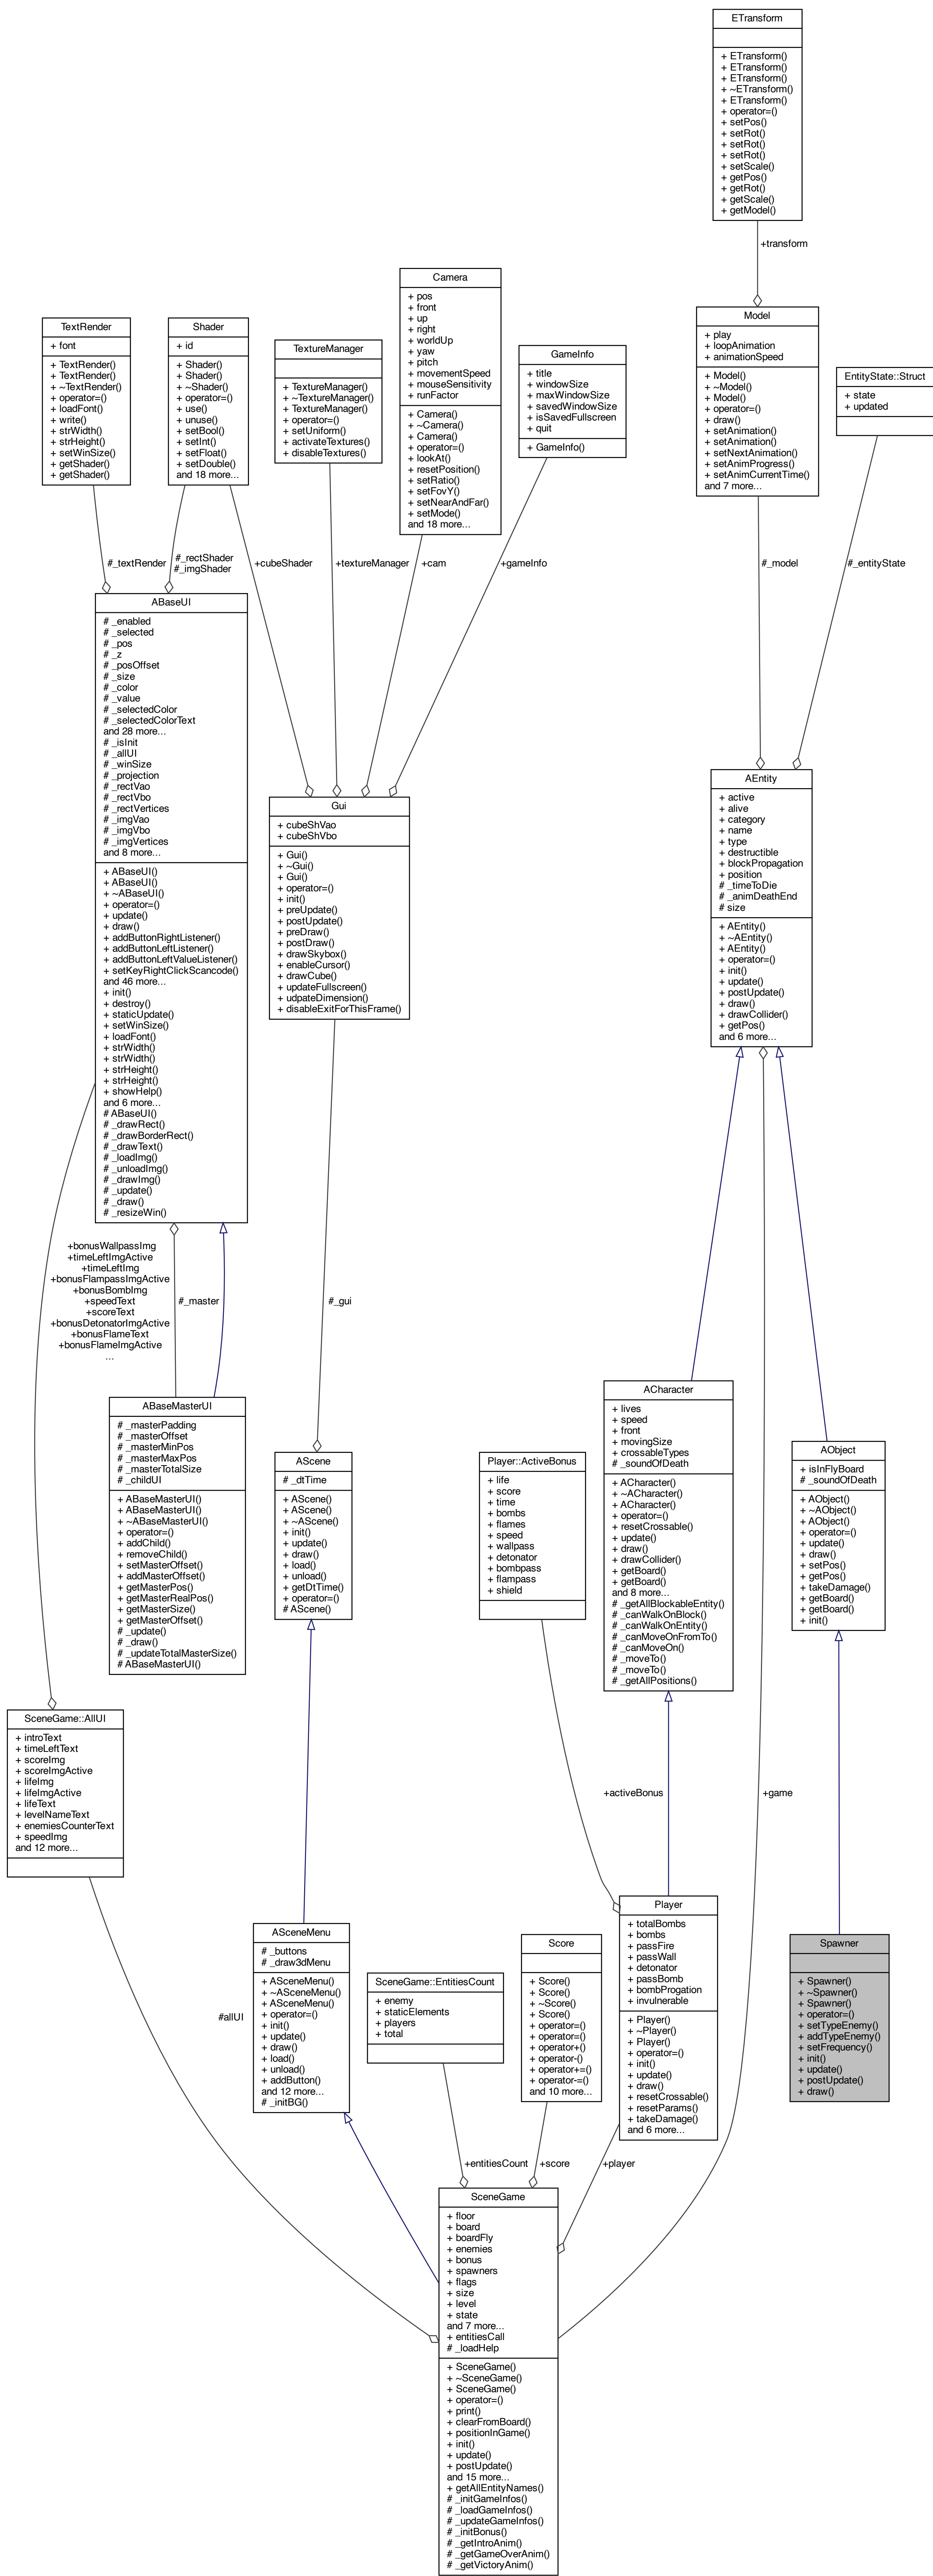 ETransform
+ ETransform()
+ ETransform()
+ ETransform()
+ ~ETransform()
+ ETransform()
+ operator=()
+ setPos()
+ setRot()
+ setRot()
+ setRot()
+ setScale()
+ getPos()
+ getRot()
+ getScale()
+ getModel()
+transform
TextRender
+ font
+ TextRender()
+ TextRender()
+ ~TextRender()
+ operator=()
+ loadFont()
+ write()
+ strWidth()
+ strHeight()
+ setWinSize()
+ getShader()
+ getShader()
Shader
+ id
+ Shader()
+ Shader()
+ ~Shader()
+ operator=()
+ use()
+ unuse()
+ setBool()
+ setInt()
+ setFloat()
+ setDouble()
and 18 more...
TextureManager
+ TextureManager()
+ ~TextureManager()
+ TextureManager()
+ operator=()
+ setUniform()
+ activateTextures()
+ disableTextures()
Camera
+ pos
+ front
+ up
+ right
+ worldUp
+ yaw
+ pitch
+ movementSpeed
+ mouseSensitivity
+ runFactor
+ Camera()
+ ~Camera()
+ Camera()
+ operator=()
+ lookAt()
+ resetPosition()
+ setRatio()
+ setFovY()
+ setNearAndFar()
+ setMode()
and 18 more...
GameInfo
+ title
+ windowSize
+ maxWindowSize
+ savedWindowSize
+ isSavedFullscreen
+ quit
+ GameInfo()
Model
+ play
+ loopAnimation
+ animationSpeed
+ Model()
+ ~Model()
+ Model()
+ operator=()
+ draw()
+ setAnimation()
+ setAnimation()
+ setNextAnimation()
+ setAnimProgress()
+ setAnimCurrentTime()
and 7 more...
EntityState::Struct
+ state
+ updated
#_textRender
#_rectShader
#_imgShader
+cubeShader
+textureManager
+cam
+gameInfo
#_model
#_entityState
ABaseUI
# _enabled
# _selected
# _pos
# _z
# _posOffset
# _size
# _color
# _value
# _selectedColor
# _selectedColorText
and 28 more...
# _isInit
# _allUI
# _winSize
# _projection
# _rectVao
# _rectVbo
# _rectVertices
# _imgVao
# _imgVbo
# _imgVertices
and 8 more...
+ ABaseUI()
+ ABaseUI()
+ ~ABaseUI()
+ operator=()
+ update()
+ draw()
+ addButtonRightListener()
+ addButtonLeftListener()
+ addButtonLeftValueListener()
+ setKeyRightClickScancode()
and 46 more...
+ init()
+ destroy()
+ staticUpdate()
+ setWinSize()
+ loadFont()
+ strWidth()
+ strWidth()
+ strHeight()
+ strHeight()
+ showHelp()
and 6 more...
# ABaseUI()
# _drawRect()
# _drawBorderRect()
# _drawText()
# _loadImg()
# _unloadImg()
# _drawImg()
# _update()
# _draw()
# _resizeWin()
Gui
+ cubeShVao
+ cubeShVbo
+ Gui()
+ ~Gui()
+ Gui()
+ operator=()
+ init()
+ preUpdate()
+ postUpdate()
+ preDraw()
+ postDraw()
+ drawSkybox()
+ enableCursor()
+ drawCube()
+ updateFullscreen()
+ udpateDimension()
+ disableExitForThisFrame()
AEntity
+ active
+ alive
+ category
+ name
+ type
+ destructible
+ blockPropagation
+ position
# _timeToDie
# _animDeathEnd
# size
+ AEntity()
+ ~AEntity()
+ AEntity()
+ operator=()
+ init()
+ update()
+ postUpdate()
+ draw()
+ drawCollider()
+ getPos()
and 6 more...
+bonusWallpassImg
+timeLeftImgActive
+timeLeftImg
+bonusFlampassImgActive
+bonusBombImg
+speedText
+scoreText
+bonusDetonatorImgActive
+bonusFlameText
+bonusFlameImgActive
...
#_master
#_gui
ABaseMasterUI
# _masterPadding
# _masterOffset
# _masterMinPos
# _masterMaxPos
# _masterTotalSize
# _childUI
+ ABaseMasterUI()
+ ABaseMasterUI()
+ ~ABaseMasterUI()
+ operator=()
+ addChild()
+ removeChild()
+ setMasterOffset()
+ addMasterOffset()
+ getMasterPos()
+ getMasterRealPos()
+ getMasterSize()
+ getMasterOffset()
# _update()
# _draw()
# _updateTotalMasterSize()
# ABaseMasterUI()
AScene
# _dtTime
+ AScene()
+ AScene()
+ ~AScene()
+ init()
+ update()
+ draw()
+ load()
+ unload()
+ getDtTime()
+ operator=()
# AScene()
Player::ActiveBonus
+ life
+ score
+ time
+ bombs
+ flames
+ speed
+ wallpass
+ detonator
+ bombpass
+ flampass
+ shield
ACharacter
+ lives
+ speed
+ front
+ movingSize
+ crossableTypes
# _soundOfDeath
+ ACharacter()
+ ~ACharacter()
+ ACharacter()
+ operator=()
+ resetCrossable()
+ update()
+ draw()
+ drawCollider()
+ getBoard()
+ getBoard()
and 8 more...
# _getAllBlockableEntity()
# _canWalkOnBlock()
# _canWalkOnEntity()
# _canMoveOnFromTo()
# _canMoveOn()
# _moveTo()
# _moveTo()
# _getAllPositions()
AObject
+ isInFlyBoard
# _soundOfDeath
+ AObject()
+ ~AObject()
+ AObject()
+ operator=()
+ update()
+ draw()
+ setPos()
+ getPos()
+ takeDamage()
+ getBoard()
+ getBoard()
+ init()
SceneGame::AllUI
+ introText
+ timeLeftText
+ scoreImg
+ scoreImgActive
+ lifeImg
+ lifeImgActive
+ lifeText
+ levelNameText
+ enemiesCounterText
+ speedImg
and 12 more...
+activeBonus
+game
#allUI
ASceneMenu
# _buttons
# _draw3dMenu
+ ASceneMenu()
+ ~ASceneMenu()
+ ASceneMenu()
+ operator=()
+ init()
+ update()
+ draw()
+ load()
+ unload()
+ addButton()
and 12 more...
# _initBG()
SceneGame::EntitiesCount
+ enemy
+ staticElements
+ players
+ total
Score
+ Score()
+ Score()
+ ~Score()
+ Score()
+ operator=()
+ operator=()
+ operator+()
+ operator-()
+ operator+=()
+ operator-=()
and 10 more...
Player
+ totalBombs
+ bombs
+ passFire
+ passWall
+ detonator
+ passBomb
+ bombProgation
+ invulnerable
+ Player()
+ ~Player()
+ Player()
+ operator=()
+ init()
+ update()
+ draw()
+ resetCrossable()
+ resetParams()
+ takeDamage()
and 6 more...
Spawner
+ Spawner()
+ ~Spawner()
+ Spawner()
+ operator=()
+ setTypeEnemy()
+ addTypeEnemy()
+ setFrequency()
+ init()
+ update()
+ postUpdate()
+ draw()
+entitiesCount
+score
+player
SceneGame
+ floor
+ board
+ boardFly
+ enemies
+ bonus
+ spawners
+ flags
+ size
+ level
+ state
and 7 more...
+ entitiesCall
# _loadHelp
+ SceneGame()
+ ~SceneGame()
+ SceneGame()
+ operator=()
+ print()
+ clearFromBoard()
+ positionInGame()
+ init()
+ update()
+ postUpdate()
and 15 more...
+ getAllEntityNames()
# _initGameInfos()
# _loadGameInfos()
# _updateGameInfos()
# _initBonus()
# _getIntroAnim()
# _getGameOverAnim()
# _getVictoryAnim()